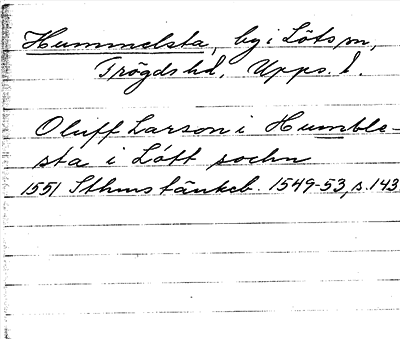 Hummelsta, by i Löts sn,
Trögds hd, Upps. l.
Oluff Larson i Humble-
sta i Lött sochn
1551 Sthms tänkeb. 1549-53, s. 143